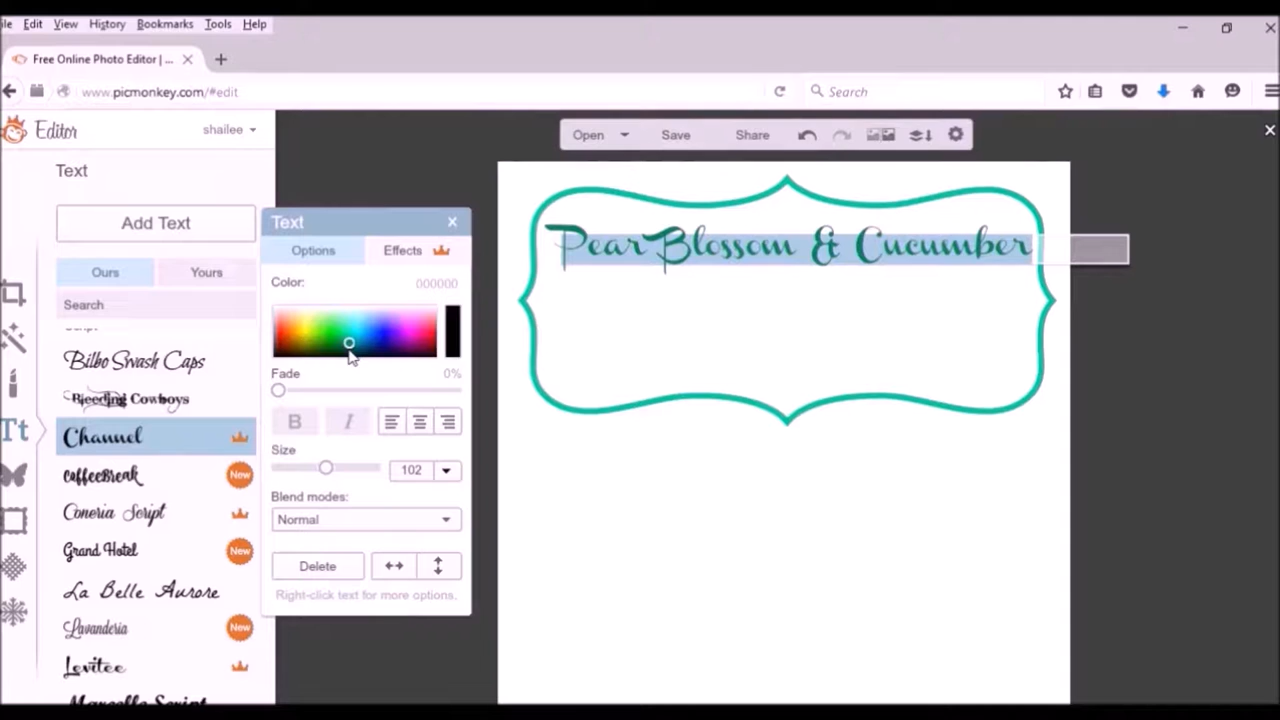 File Edit View History Bookmarks Tools Help
Free Online Photo Editor | ...
www.picmonkey.com/#edit
Search
Editor
shailee
Open Save Share
Text
Add Text
Ours Yours
Search
Bilbo Swash Caps
Bleeding Cowboys
Channel
coffeeBreak New
Coneria Script
Grand Hotel New
La Belle Aurore
Lavanderia New
Levitee
Marcelle Script
Text
Options Effects
Color: 000000
Fade 0%
B I
Size
102
Blend modes:
Normal
Delete
Right-click text for more options.
Pear Blossom & Cucumber